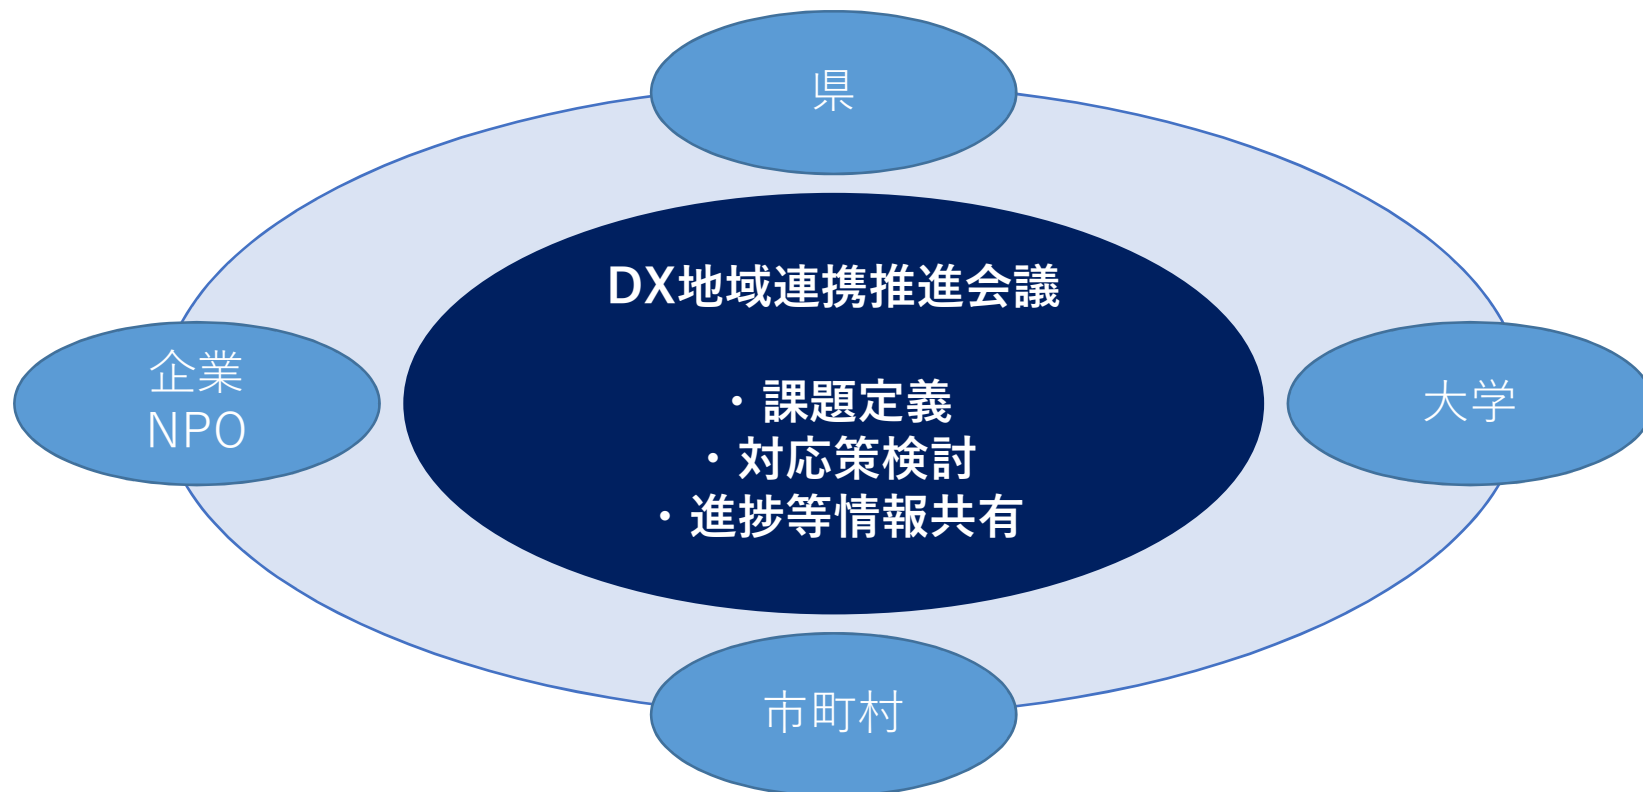 県
DX地域連携推進会議
・課題定義
・対応策検討
・進捗等情報共有
企業
NPO
大学
市町村